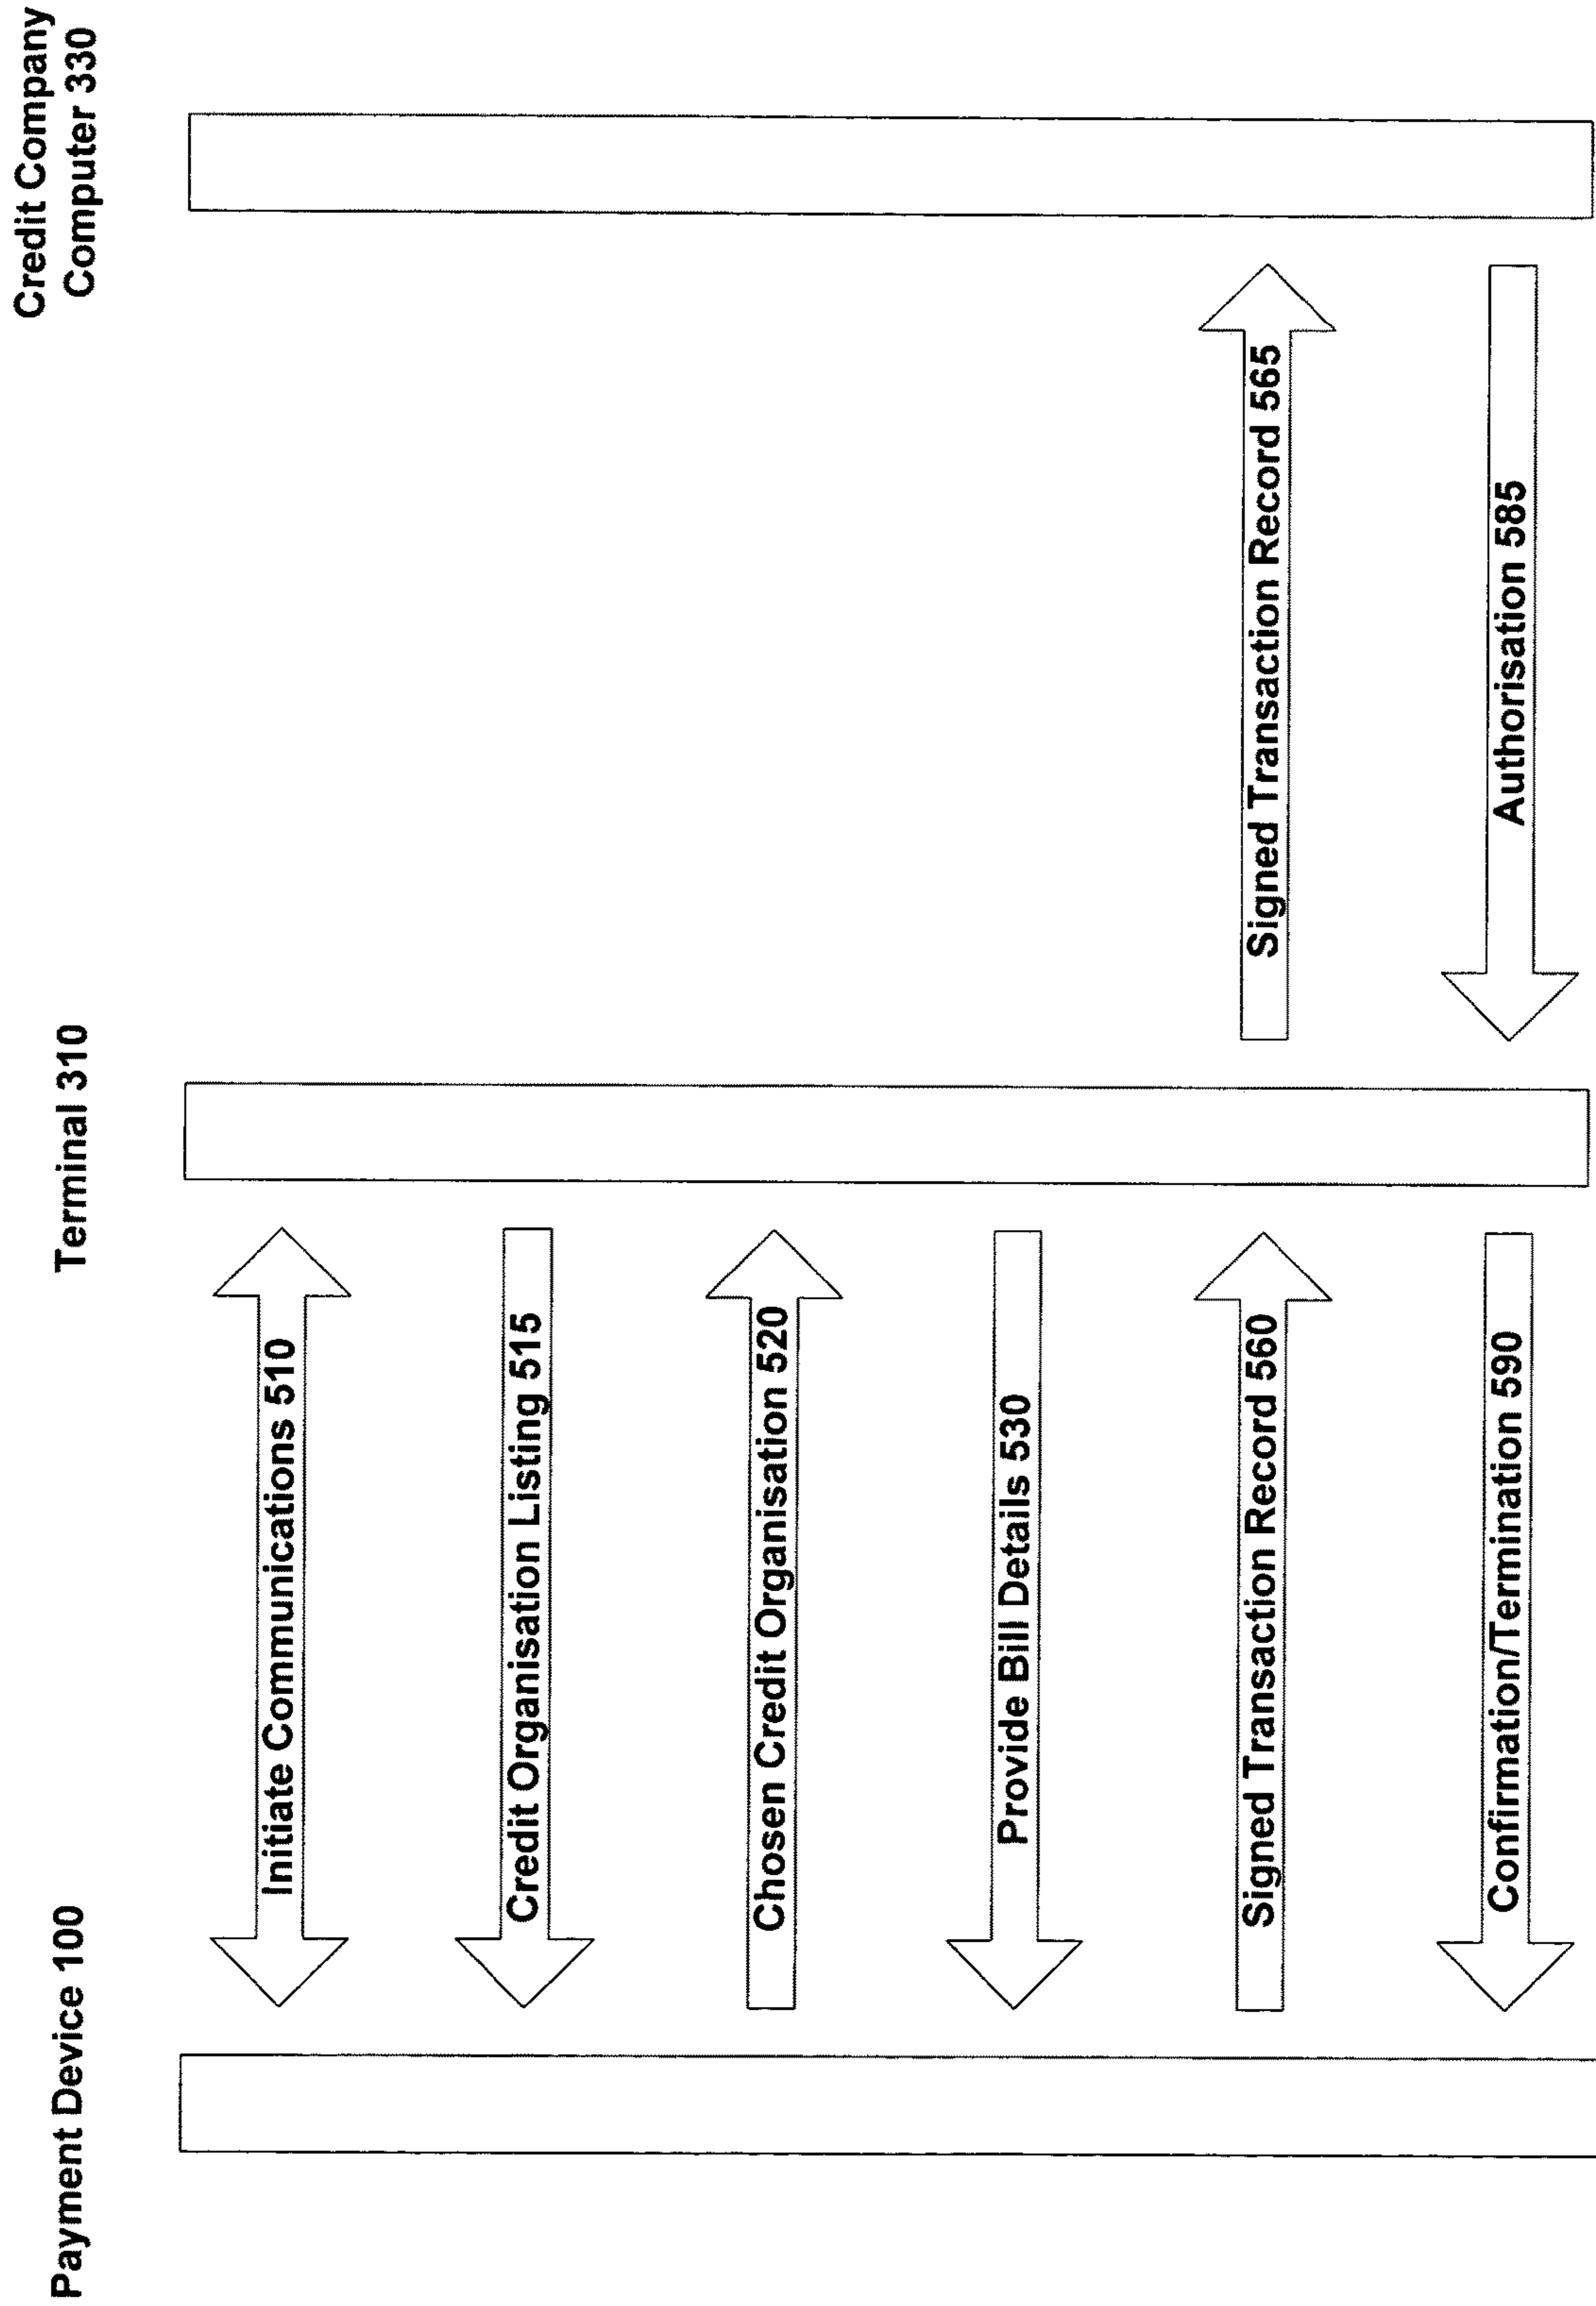 Payment Device 100
Terminal 310
Credit Company
Computer 330
Initiate Communications 510
Credit Organisation Listing 515
Chosen Credit Organisation 520
Provide Bill Details 530
Signed Transaction Record 560
Signed Transaction Record 565
Confirmation/Termination 590
Authorisation 585